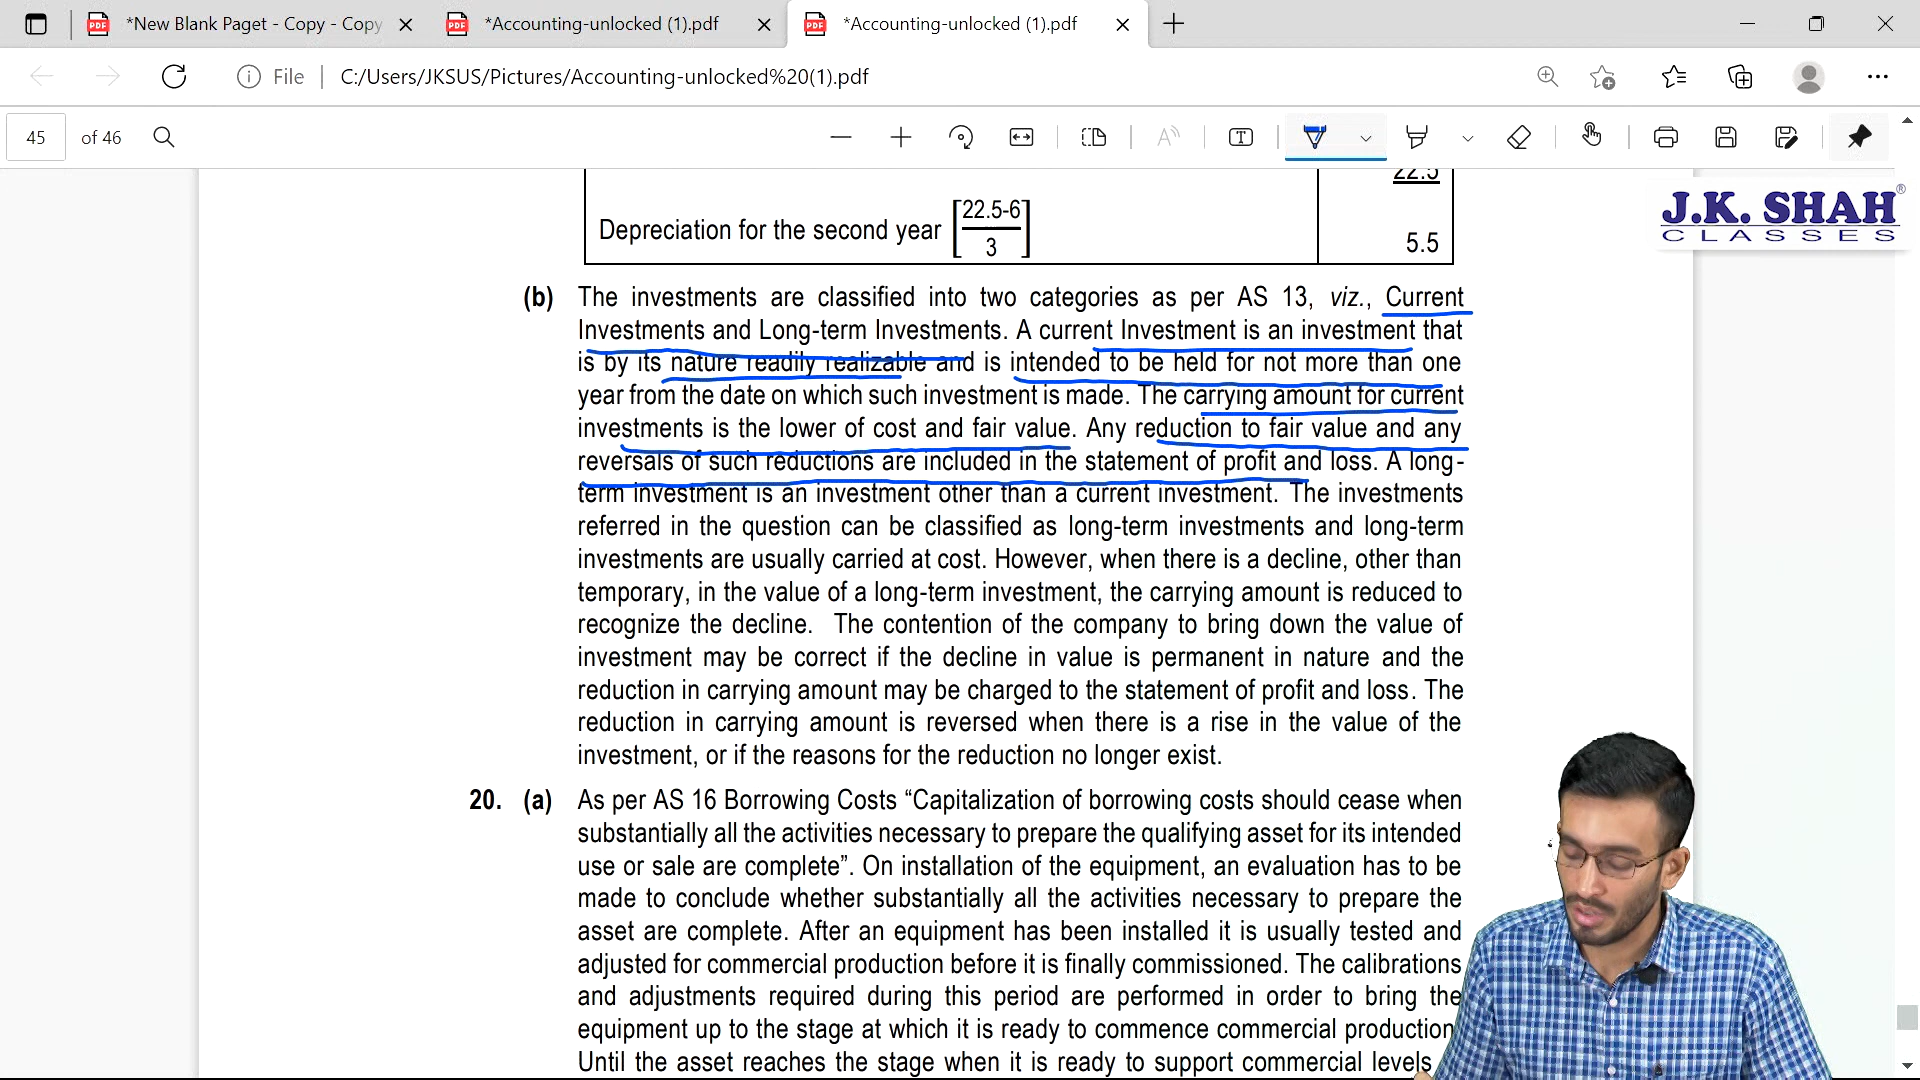 *New Blank Paget - Copy - Copy
*Accounting-unlocked (1).pdf
*Accounting-unlocked (1).pdf
File
C:/Users/JKSUS/Pictures/Accounting-unlocked%20(1).pdf
45 of 46
22.5
Depreciation for the second year [22.5-6/3] 5.5
J.K. SHAH®
CLASSES
(b) The investments are classified into two categories as per AS 13, viz., Current
Investments and Long-term Investments. A current Investment is an investment that
is by its nature readily realizable and is intended to be held for not more than one
year from the date on which such investment is made. The carrying amount for current
investments is the lower of cost and fair value. Any reduction to fair value and any
reversals of such reductions are included in the statement of profit and loss. A long-
term investment is an investment other than a current investment. The investments
referred in the question can be classified as long-term investments and long-term
investments are usually carried at cost. However, when there is a decline, other than
temporary, in the value of a long-term investment, the carrying amount is reduced to
recognize the decline. The contention of the company to bring down the value of
investment may be correct if the decline in value is permanent in nature and the
reduction in carrying amount may be charged to the statement of profit and loss. The
reduction in carrying amount is reversed when there is a rise in the value of the
investment, or if the reasons for the reduction no longer exist.
20. (a) As per AS 16 Borrowing Costs “Capitalization of borrowing costs should cease when
substantially all the activities necessary to prepare the qualifying asset for its intended
use or sale are complete”. On installation of the equipment, an evaluation has to be
made to conclude whether substantially all the activities necessary to prepare the
asset are complete. After an equipment has been installed it is usually tested and
adjusted for commercial production before it is finally commissioned. The calibrations
and adjustments required during this period are performed in order to bring the
equipment up to the stage at which it is ready to commence commercial production
Until the asset reaches the stage when it is ready to support commercial levels